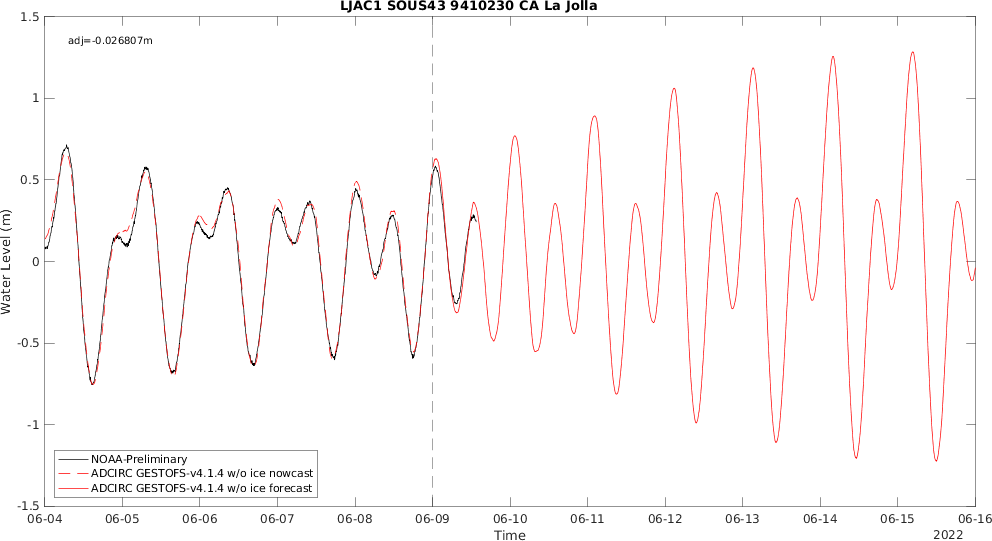 LJAC1 SOUS43 9410230 CA La Jolla
adj=-0.026807m
1.5
1
0.5
0
-0.5
-1
-1.5
Water Level (m)
NOAA-Preliminary
ADCIRC GESTOFS-v4.1.4 w/o ice nowcast
ADCIRC GESTOFS-v4.1.4 w/o ice forecast
06-04 06-05 06-06 06-07 06-08 06-09 06-10 06-11 06-12 06-13 06-14 06-15 06-16
Time
2022